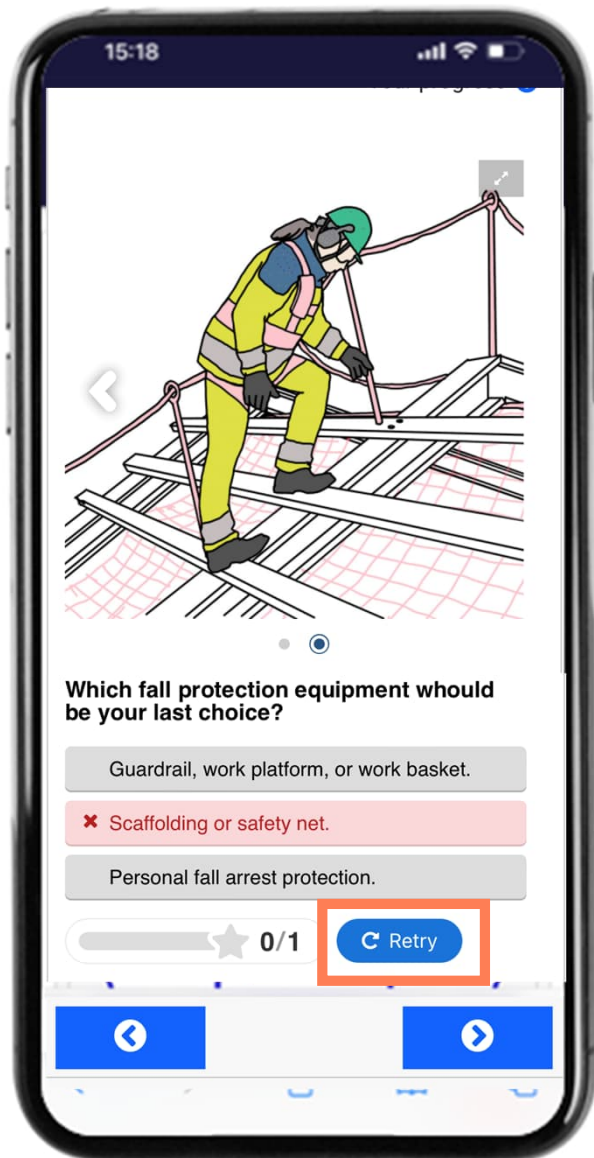 15:18
Which fall protection equipment whould
be your last choice?
Guardrail, work platform, or work basket.
Scaffolding or safety net.
Personal fall arrest protection.
0/1
Retry